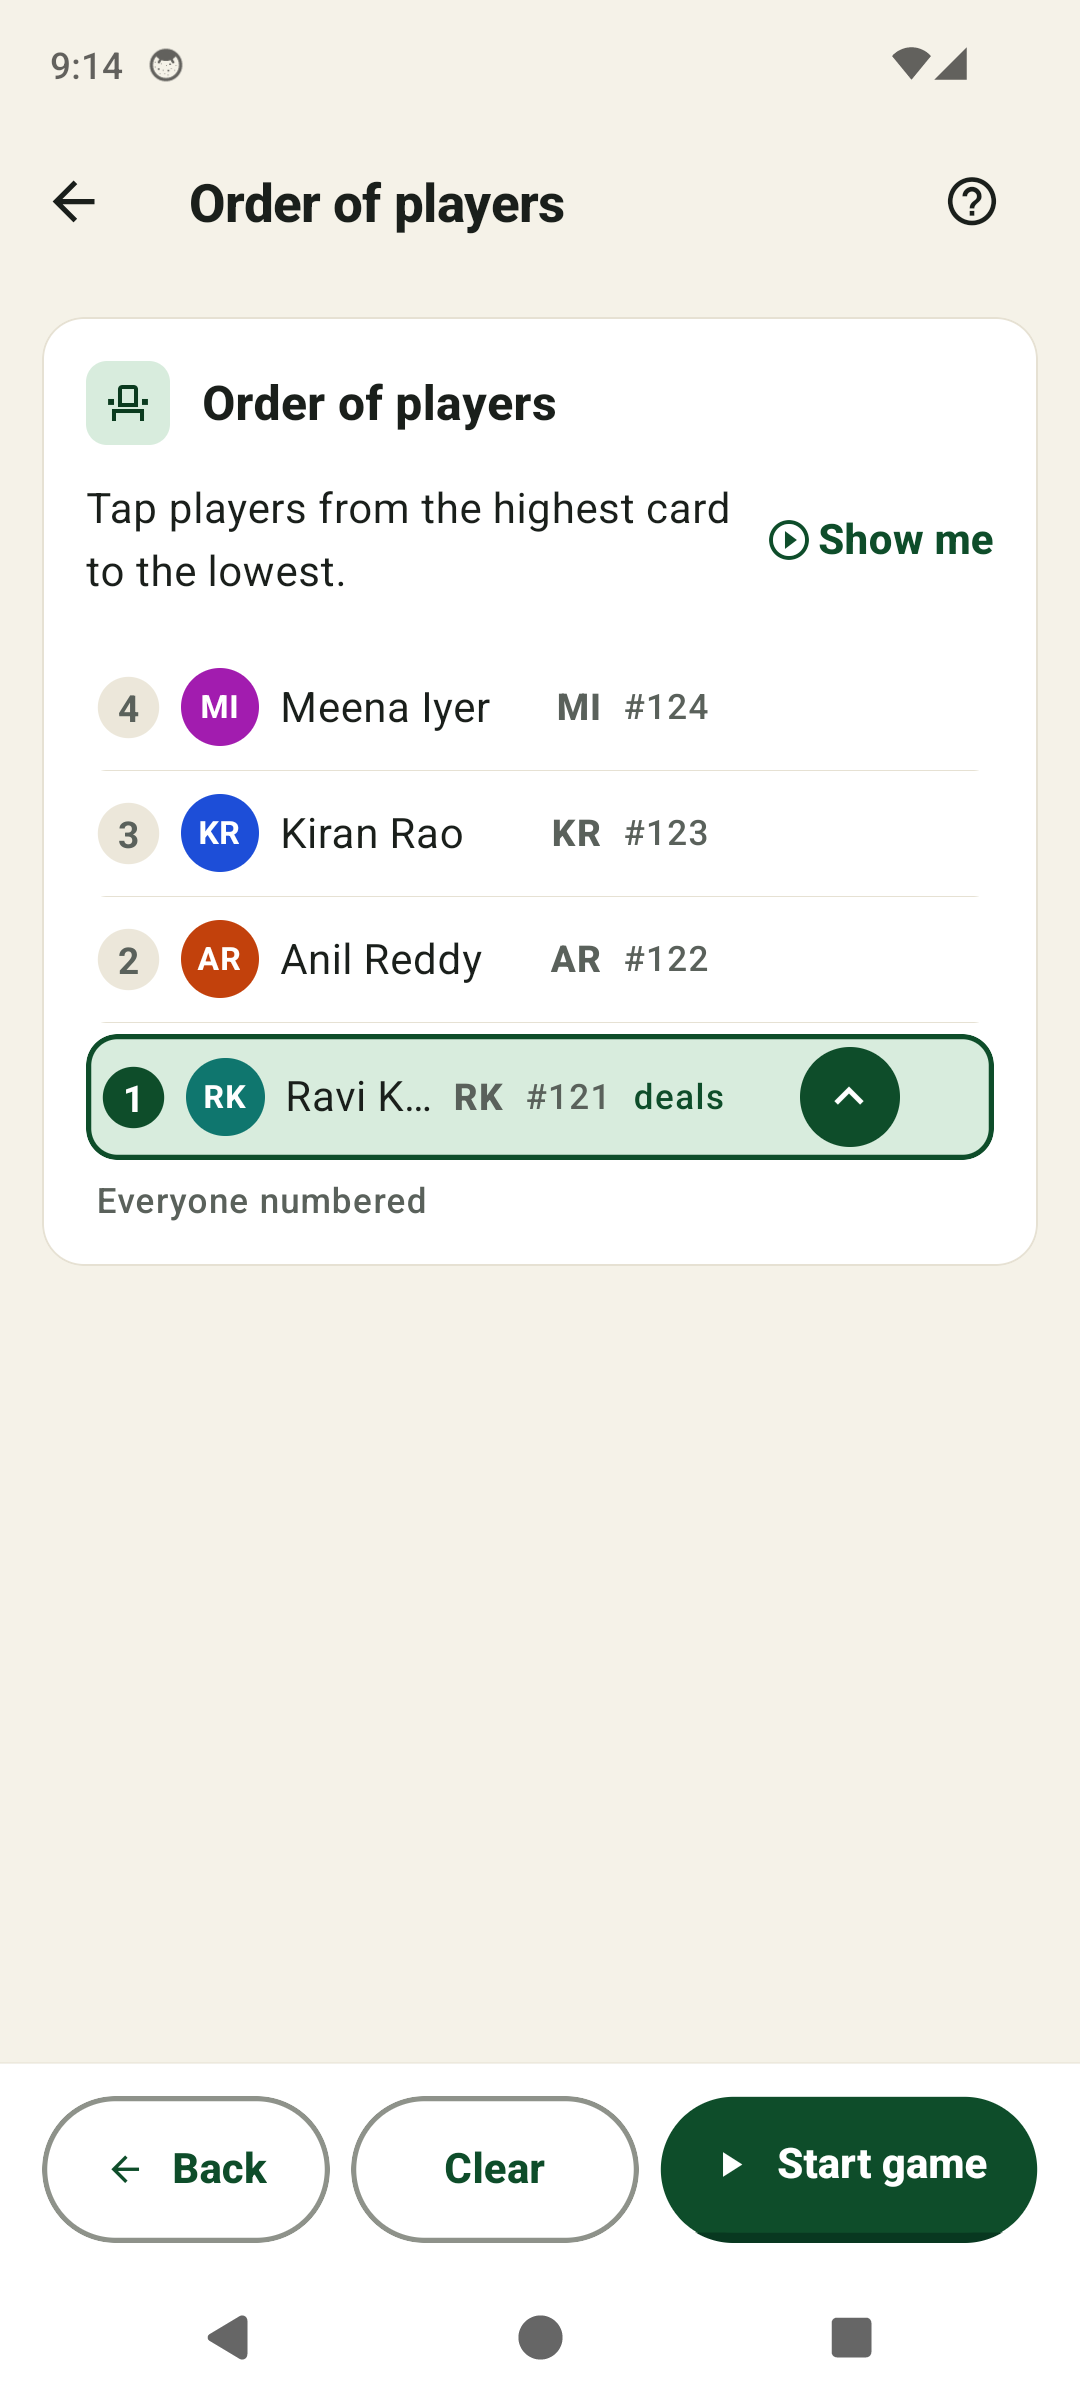 9:14
Order of players
Order of players
Tap players from the highest card
to the lowest.
Show me
4 MI Meena Iyer MI #124
3 KR Kiran Rao KR #123
2 AR Anil Reddy AR #122
1 RK Ravi K… RK #121 deals
Everyone numbered
Back
Clear
Start game